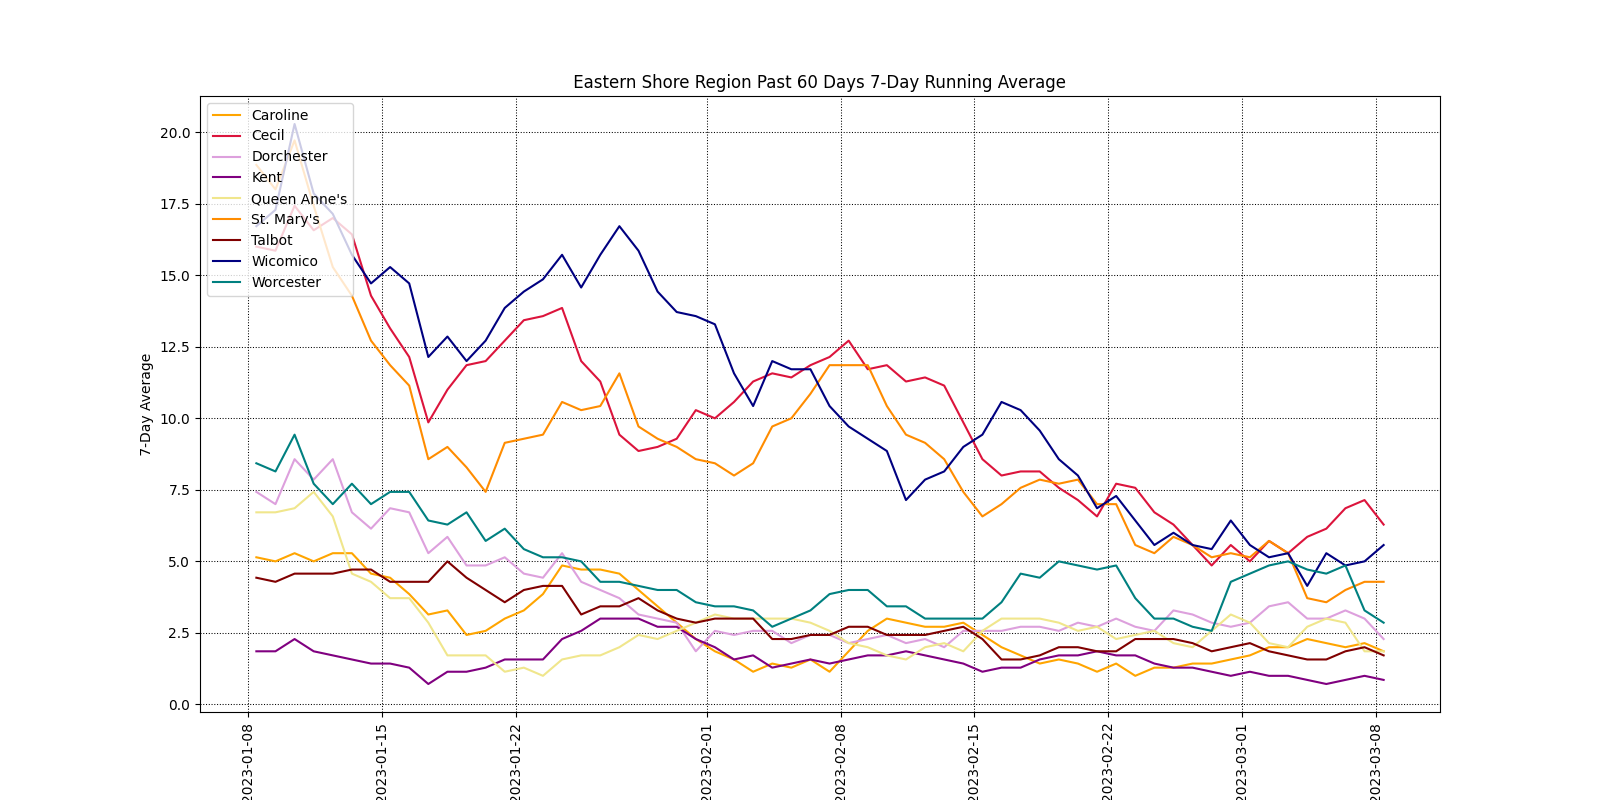 Eastern Shore Region Past 60 Days 7-Day Running Average
Caroline
Cecil
Dorchester
Kent
Queen Anne's
St. Mary's
Talbot
Wicomico
Worcester
20.0
17.5
15.0
12.5
10.0
7.5
5.0
2.5
0.0
7-Day Average
2023-01-08
2023-01-15
2023-01-22
2023-02-01
2023-02-08
2023-02-15
2023-02-22
2023-03-01
2023-03-08